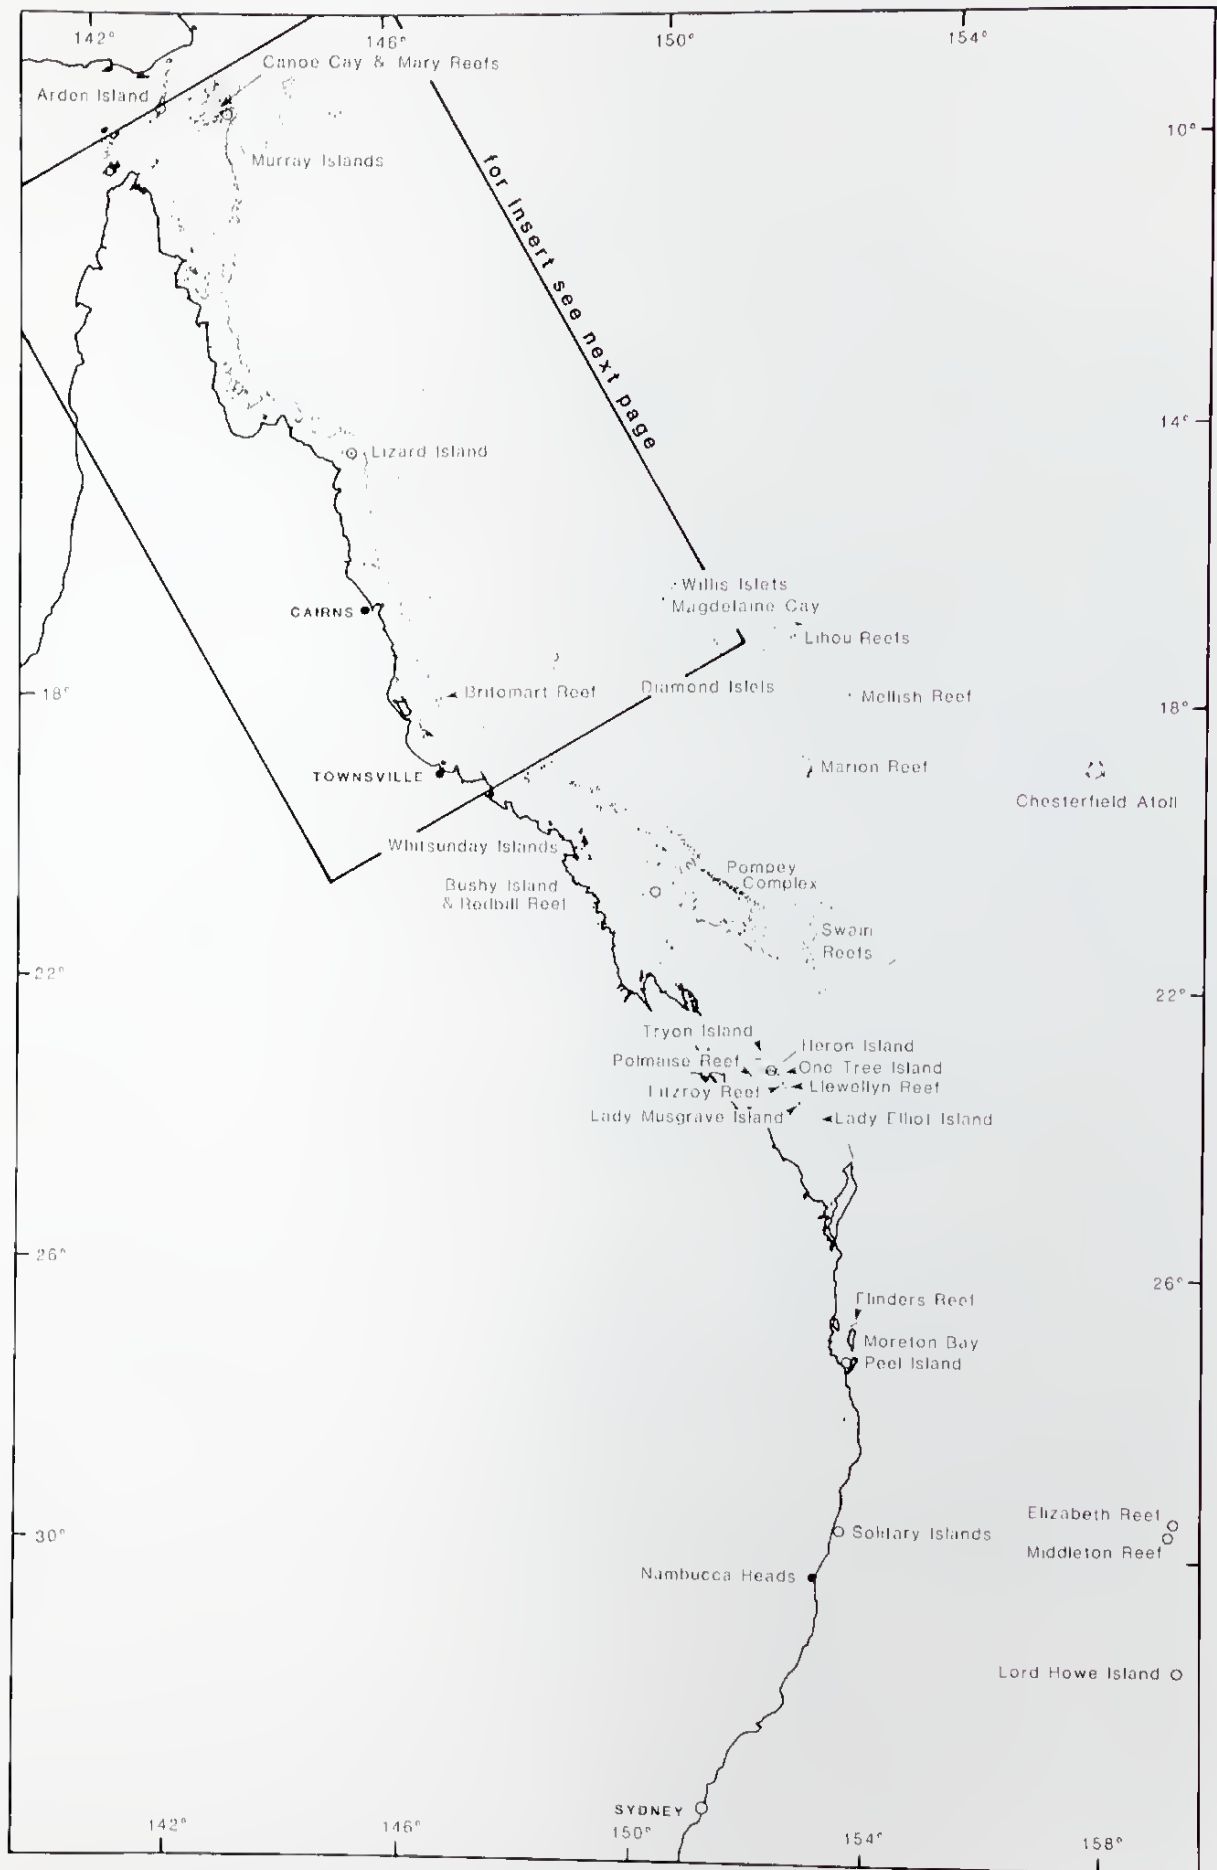 142°
146°
150°
154°
Canoe Cay & Mary Reefs
Arden Island
10°
Murray Islands
for insert see next page
14°
Lizard Island
Willis Islets
Magdelaine Cay
CAIRNS
Lihou Reefs
Diamond Islets
18°
Britomart Reef
Mellish Reef
18°
Marion Reef
TOWNSVILLE
Chesterfield Atoll
Whitsunday Islands
Pompey
Complex
Bushy Island
& Redbill Reef
Swain
Reefs
22°
22°
Tryon Island
Heron Island
Polmaise Reef
One Tree Island
Fitzroy Reef
Llewellyn Reef
Lady Musgrave Island
Lady Elliot Island
26°
26°
Flinders Reef
Moreton Bay
Peel Island
Elizabeth Reef
30°
Solitary Islands
Middleton Reef
Nambucca Heads
Lord Howe Island
SYDNEY
142°
146°
150°
154°
158°